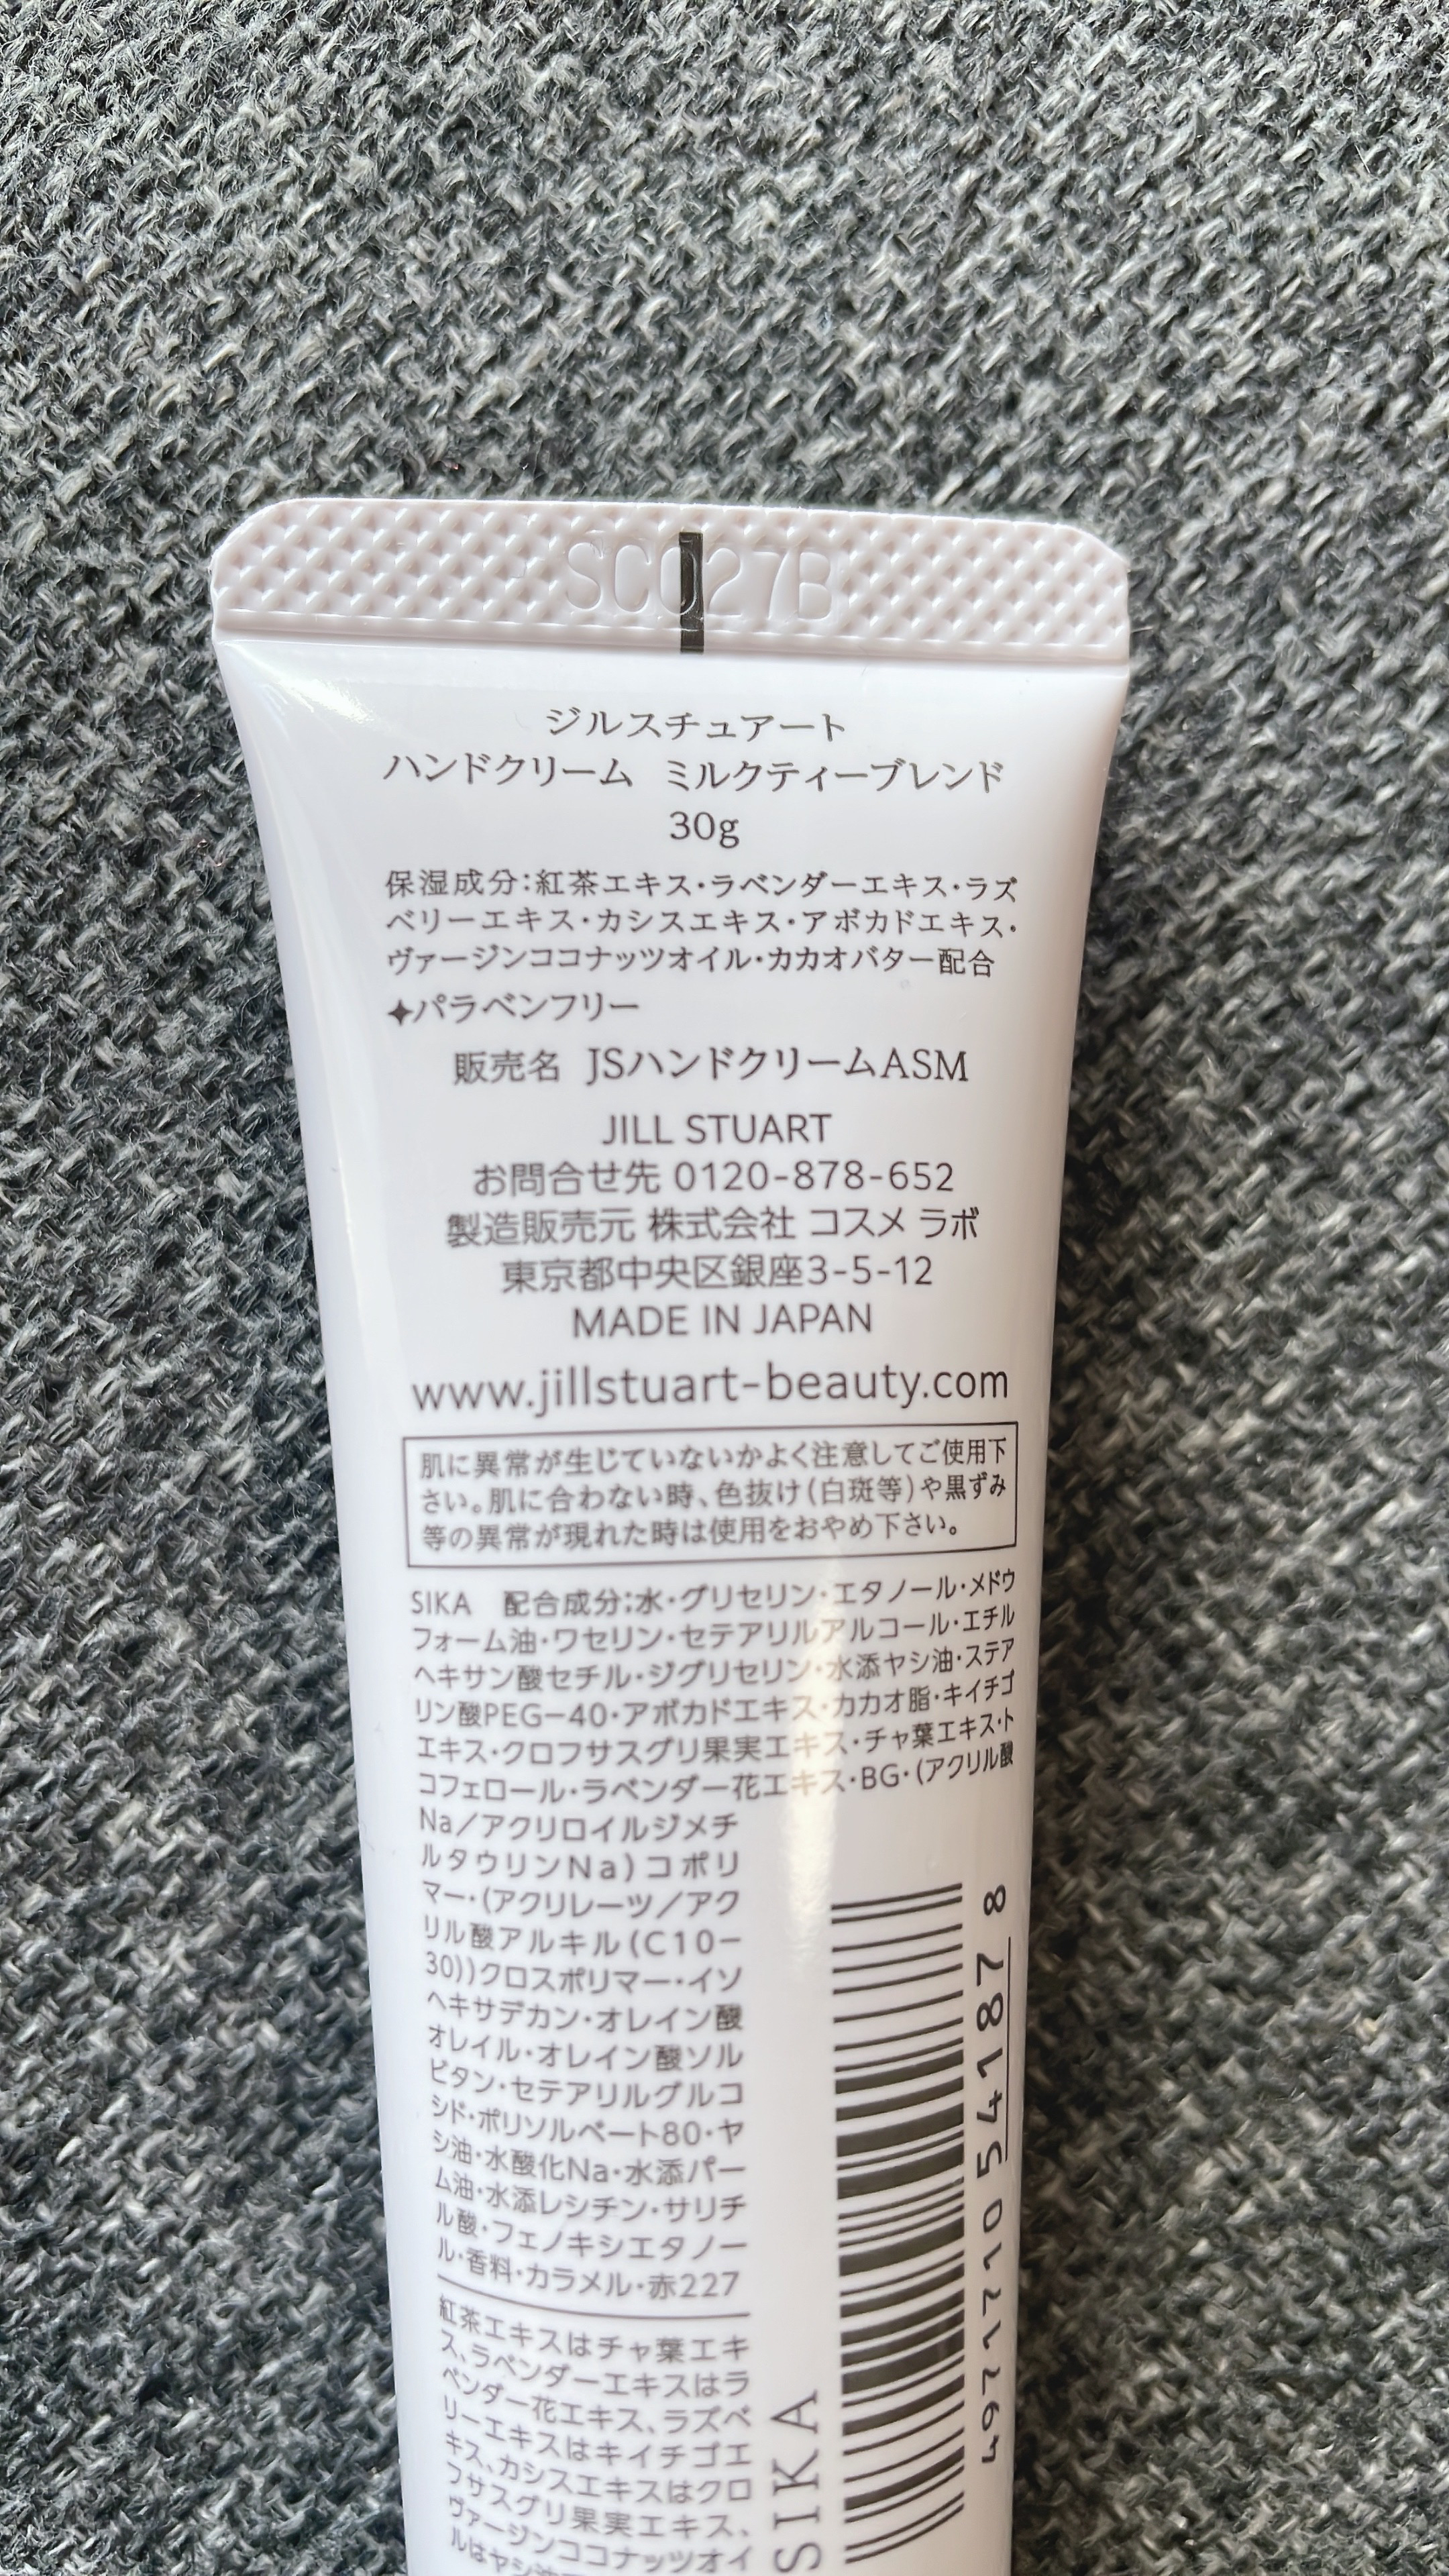 SC027B
ジルスチュアート
ハンドクリーム ミルクティーブレンド
30g
保湿成分:紅茶エキス・ラベンダーエキス・ラズ
ベリーエキス・カシスエキス・アボカドエキス・
ヴァージンココナッツオイル・カカオバター配合
✦パラベンフリー
販売名 JSハンドクリームASM
JILL STUART
お問合せ先 0120-878-652
製造販売元 株式会社 コスメ ラボ
東京都中央区銀座3-5-12
MADE IN JAPAN
www.jillstuart-beauty.com
肌に異常が生じていないかよく注意してご使用下
さい。肌に合わない時、色抜け(白斑等)や黒ずみ
等の異常が現れた時は使用をおやめ下さい。
SIKA 配合成分:水・グリセリン・エタノール・メドウ
フォーム油・ワセリン・セテアリルアルコール・エチル
ヘキサン酸セチル・ジグリセリン・水添ヤシ油・ステア
リン酸PEG-40・アボカドエキス・カカオ脂・キイチゴ
エキス・クロフサスグリ果実エキス・チャ葉エキス・ト
コフェロール・ラベンダー花エキス・BG・(アクリル酸
Na/アクリロイルジメチ
ルタウリンNa)コポリ
マー・(アクリレーツ/アク
リル酸アルキル(C10-
30))クロスポリマー・イソ
ヘキサデカン・オレイン酸
オレイル・オレイン酸ソル
ビタン・セテアリルグルコ
シド・ポリソルベート80・ヤ
シ油・水酸化Na・水添パー
ム油・水添レシチン・サリチ
ル酸・フェノキシエタノー
ル・香料・カラメル・赤227
紅茶エキスはチャ葉エキ
ス、ラベンダーエキスはラ
ベンダー花エキス、ラズベ
リーエキスはキイチゴエ
キス、カシスエキスはクロ
フサスグリ果実エキス、
ヴァージンココナッツオイ
ルはヤシ油
SIKA
4971710541878